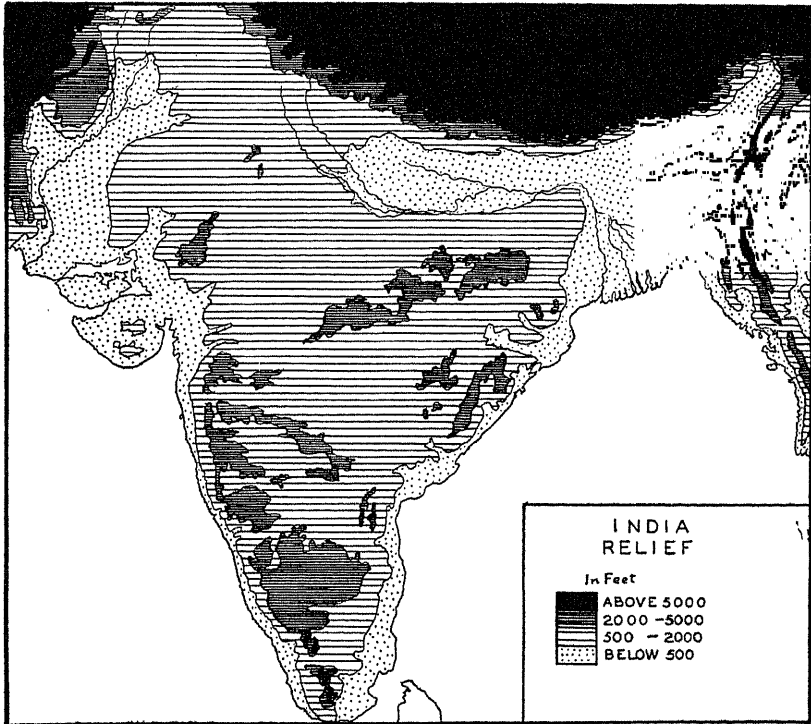 INDIA
RELIEF
In Feet
ABOVE 5000
2000 - 5000
500 - 2000
BELOW 500